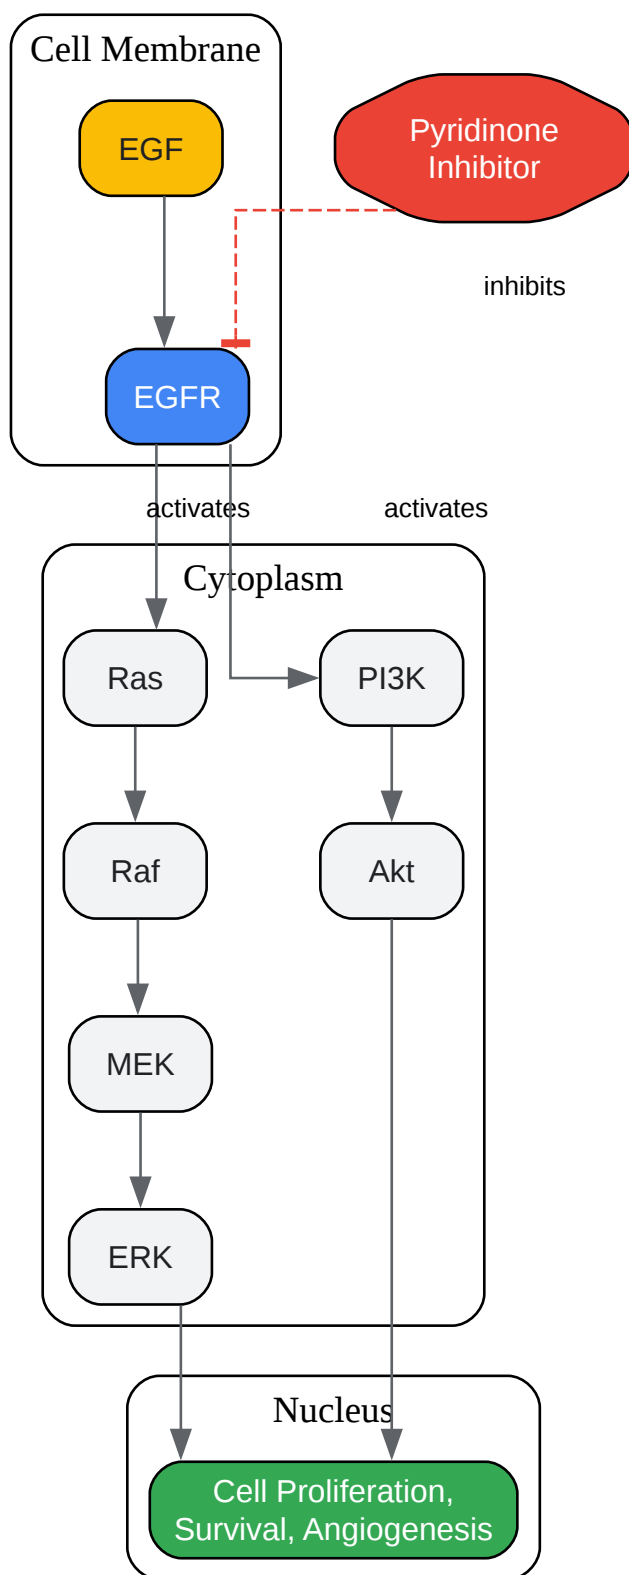 Cell Membrane
EGF
Pyridinone
Inhibitor
inhibits
EGFR
activates
activates
Cytoplasm
Ras
PI3K
Raf
Akt
MEK
ERK
Nucleus
Cell Proliferation,
Survival, Angiogenesis